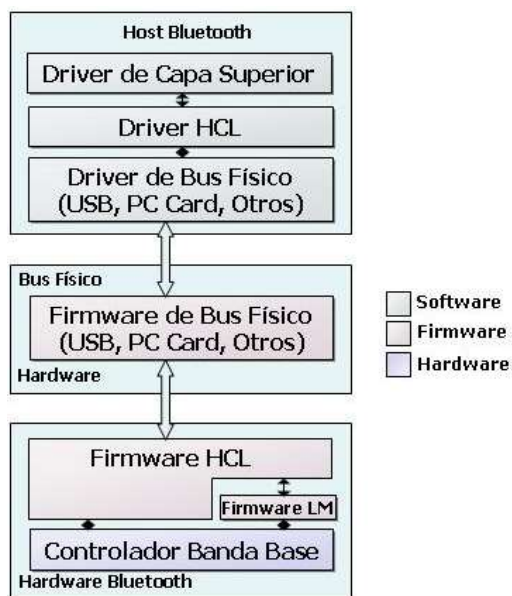 Host Bluetooth
Driver de Capa Superior
Driver HCL
Driver de Bus Físico
(USB, PC Card, Otros)
Bus Físico
Firmware de Bus Físico
(USB, PC Card, Otros)
Hardware
Software
Firmware
Hardware
Firmware HCL
Firmware LM
Controlador Banda Base
Hardware Bluetooth